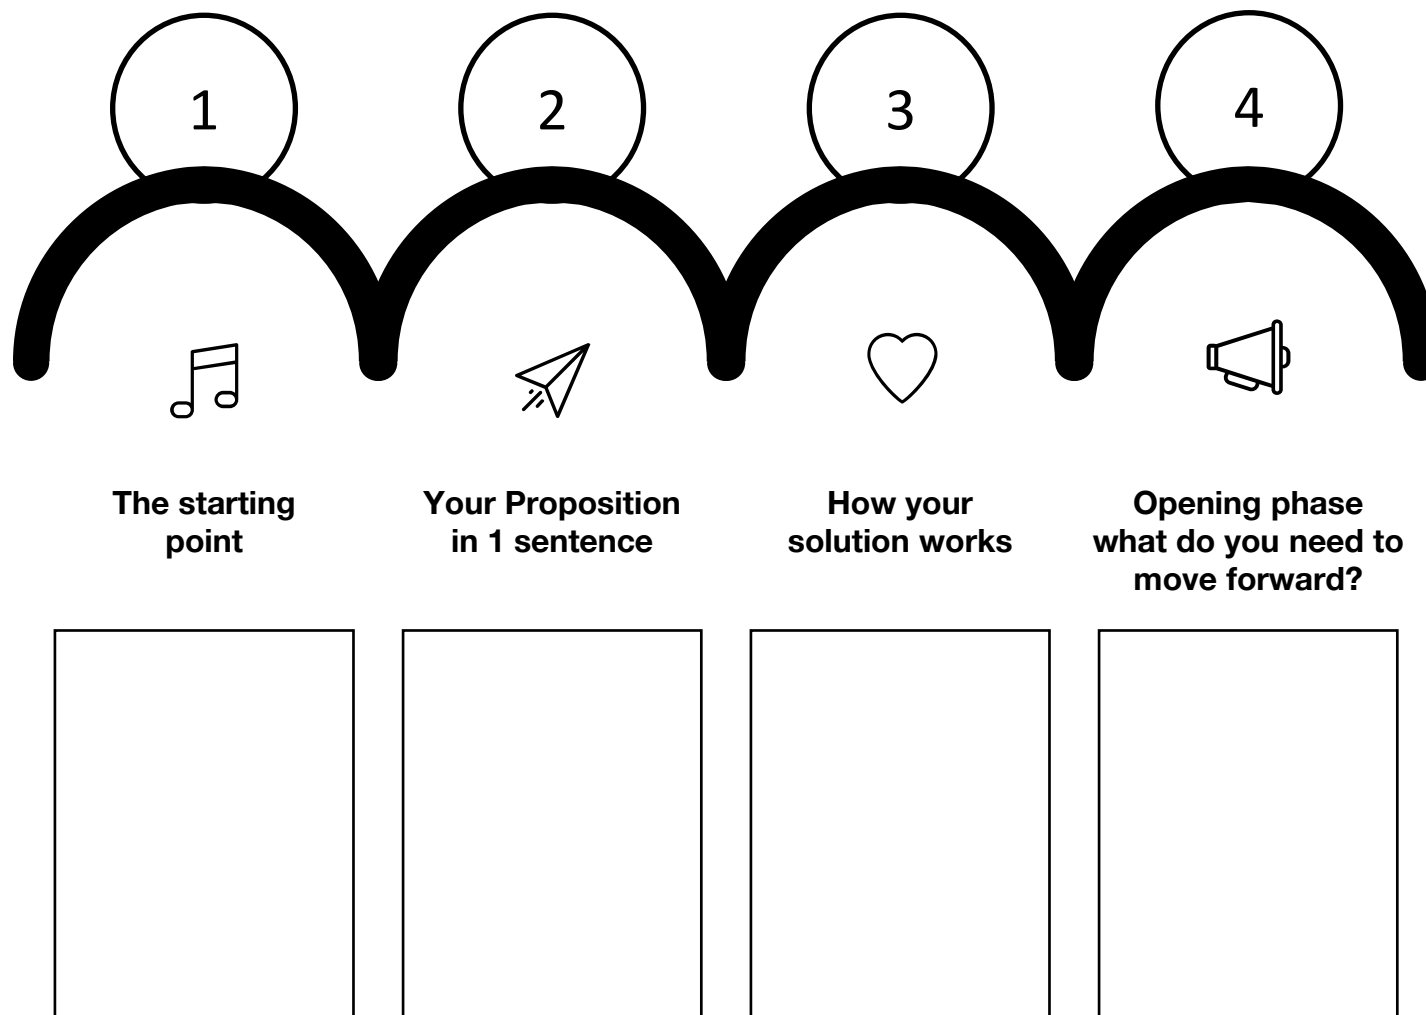 1
2
3
4
The starting
point
Your Proposition
in 1 sentence
How your
solution works
Opening phase
what do you need to
move forward?